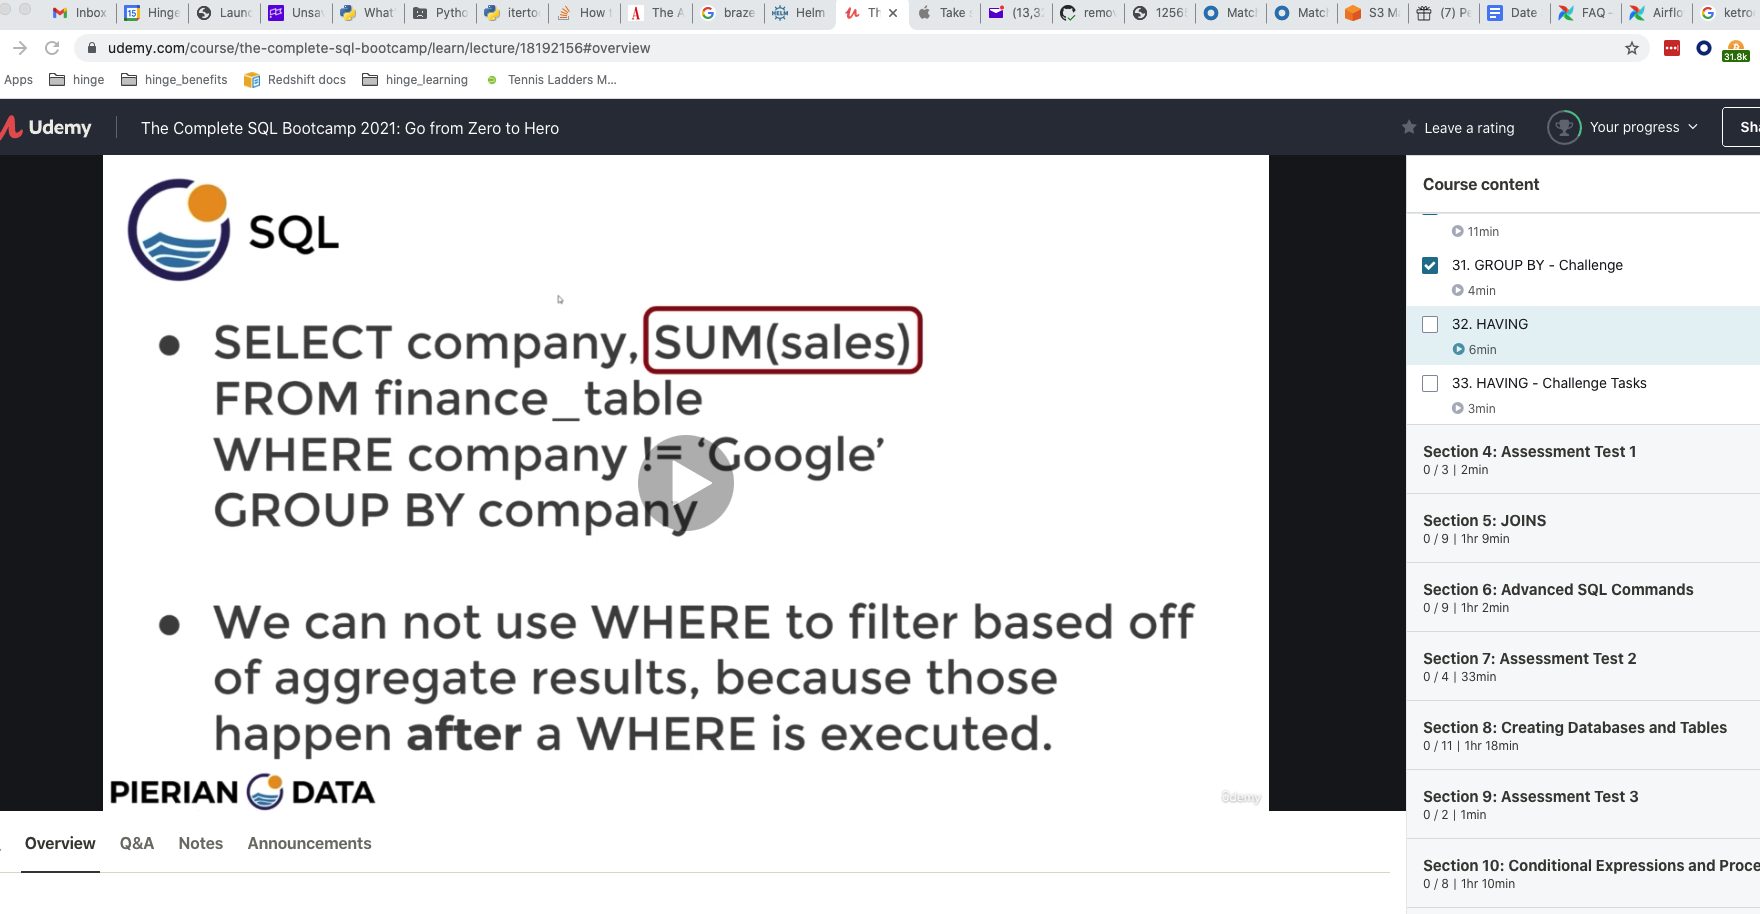 Inbox
15
Hinge
Laun
Unsa
What'
Pytho
iterto
How t
The A
braze
Helm
Th
Take
(13,3
remo
1256
Matc
Matc
S3 M
(7) P
Date
FAQ -
Airflo
ketro
udemy.com/course/the-complete-sql-bootcamp/learn/lecture/18192156#overview
31.8k
Apps
hinge
hinge_benefits
Redshift docs
hinge_learning
Tennis Ladders M...
Udemy
The Complete SQL Bootcamp 2021: Go from Zero to Hero
Leave a rating
Your progress
Sha
SQL
• SELECT company, SUM(sales)
FROM finance_table
WHERE company != ‘Google’
GROUP BY company
• We can not use WHERE to filter based off
of aggregate results, because those
happen after a WHERE is executed.
PIERIAN DATA
ûdemy
Course content
11min
31. GROUP BY - Challenge
4min
32. HAVING
6min
33. HAVING - Challenge Tasks
3min
Section 4: Assessment Test 1
0 / 3 | 2min
Section 5: JOINS
0 / 9 | 1hr 9min
Section 6: Advanced SQL Commands
0 / 9 | 1hr 2min
Section 7: Assessment Test 2
0 / 4 | 33min
Section 8: Creating Databases and Tables
0 / 11 | 1hr 18min
Section 9: Assessment Test 3
0 / 2 | 1min
Section 10: Conditional Expressions and Proce
0 / 8 | 1hr 10min
Overview
Q&A
Notes
Announcements